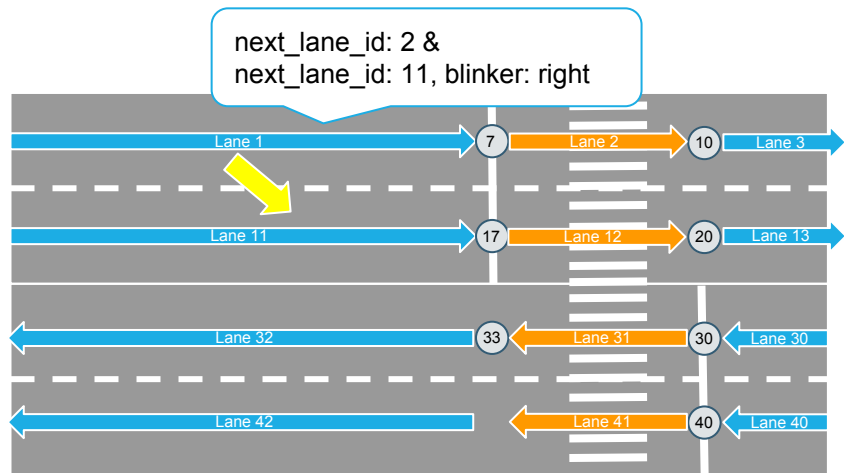 next_lane_id: 2 &
next_lane_id: 11, blinker: right
Lane 1
7
Lane 2
10
Lane 3
Lane 11
17
Lane 12
20
Lane 13
Lane 32
33
Lane 31
30
Lane 30
Lane 42
Lane 41
40
Lane 40